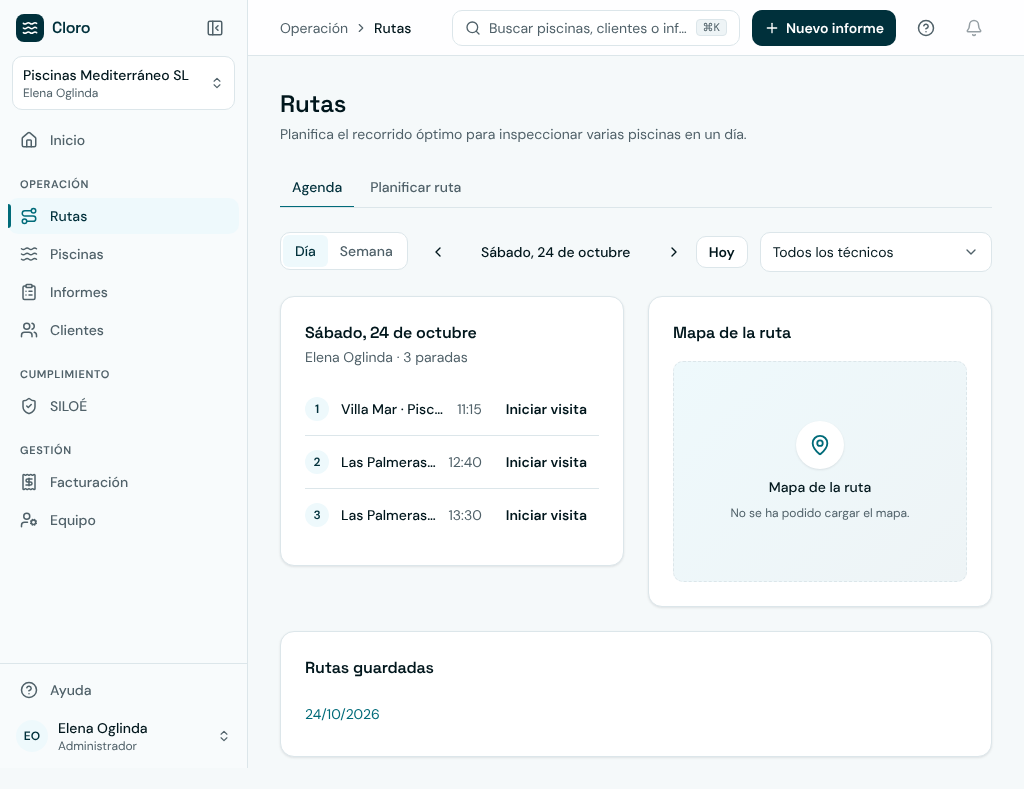 Cloro
Piscinas Mediterráneo SL
Elena Oglinda
Inicio
OPERACIÓN
Rutas
Piscinas
Informes
Clientes
CUMPLIMIENTO
SILOÉ
GESTIÓN
Facturación
Equipo
Ayuda
EO
Elena Oglinda
Administrador
Operación > Rutas
Buscar piscinas, clientes o inf... ⌘K
+ Nuevo informe
Rutas
Planifica el recorrido óptimo para inspeccionar varias piscinas en un día.
Agenda Planificar ruta
Día Semana
Sábado, 24 de octubre
Hoy
Todos los técnicos
Sábado, 24 de octubre
Elena Oglinda · 3 paradas
1 Villa Mar · Pisc... 11:15 Iniciar visita
2 Las Palmeras... 12:40 Iniciar visita
3 Las Palmeras... 13:30 Iniciar visita
Mapa de la ruta
Mapa de la ruta
No se ha podido cargar el mapa.
Rutas guardadas
24/10/2026